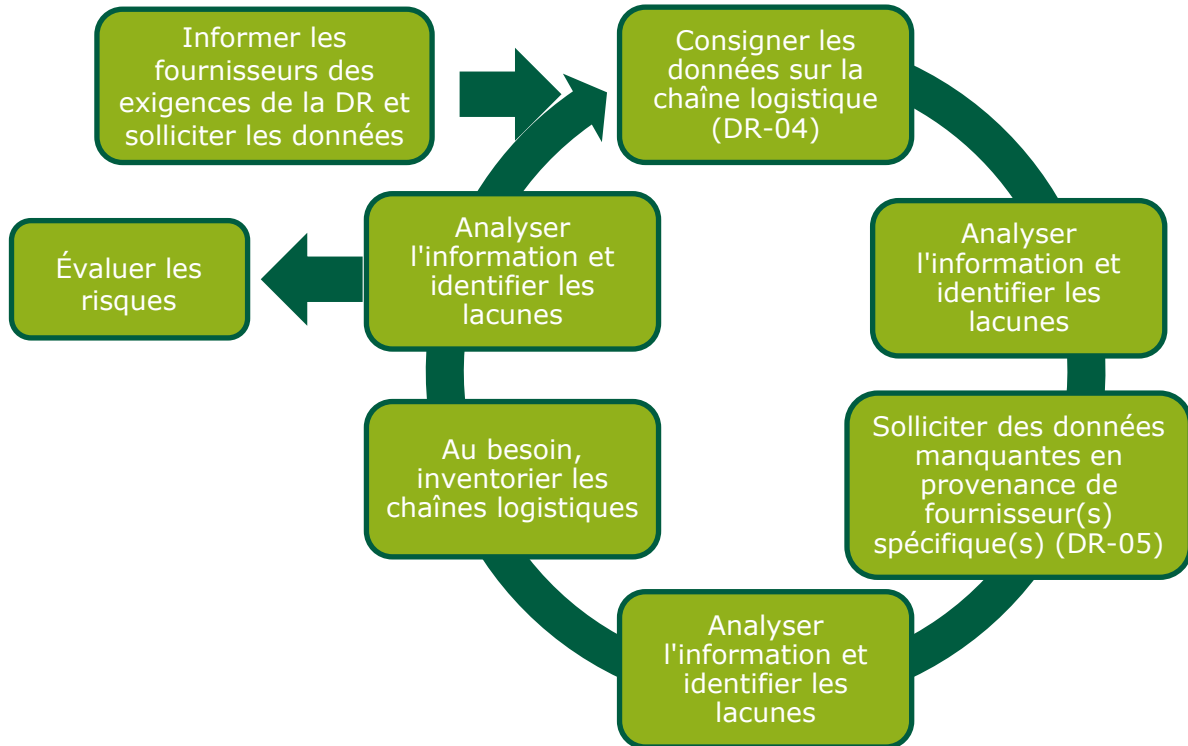 Informer les
fournisseurs des
exigences de la DR et
solliciter les données
Consigner les
données sur la
chaîne logistique
(DR-04)
Analyser
l'information et
identifier les
lacunes
Solliciter des données
manquantes en
provenance de
fournisseur(s)
spécifique(s) (DR-05)
Analyser
l'information et
identifier les
lacunes
Au besoin,
inventorier les
chaînes logistiques
Analyser
l'information et
identifier les
lacunes
Évaluer les
risques